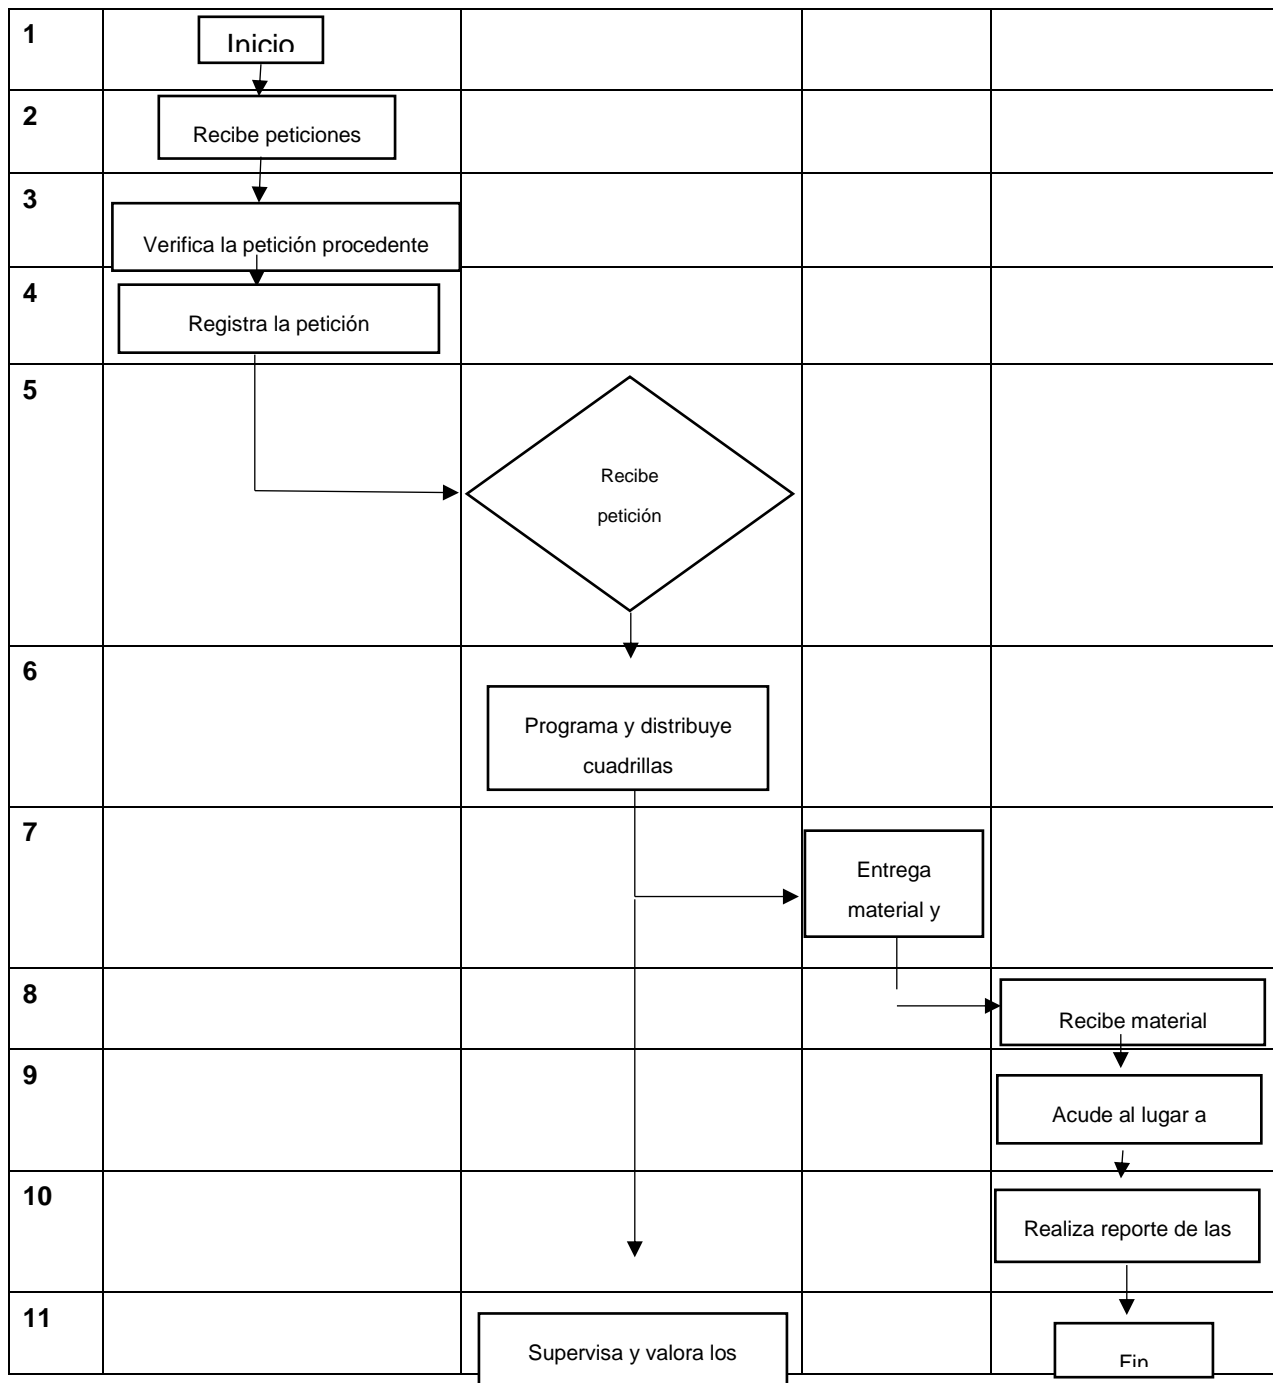 1
Inicio
2
Recibe peticiones
3
Verifica la petición procedente
4
Registra la petición
5
Recibe
petición
6
Programa y distribuye
cuadrillas
7
Entrega
material y
8
Recibe material
9
Acude al lugar a
10
Realiza reporte de las
11
Supervisa y valora los
Fin